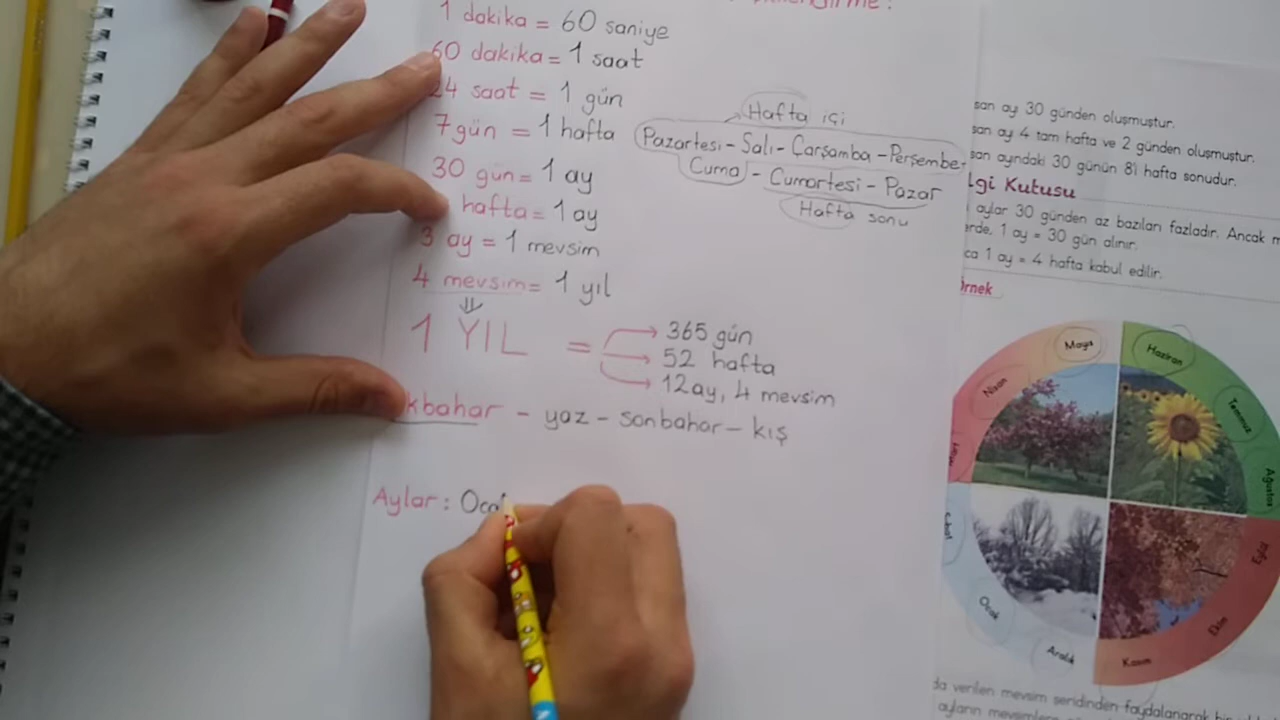 1 dakika = 60 saniye
60 dakika = 1 saat
24 saat = 1 gün
7 gün = 1 hafta
30 gün = 1 ay
hafta = 1 ay
3 ay = 1 mevsim
4 mevsim = 1 yıl
1 YIL =
365 gün
52 hafta
12 ay, 4 mevsim
kbahar - yaz - sonbahar - kış
Aylar: Oca
Hafta içi
Pazartesi - Salı - Çarşamba - Perşembe -
Cuma - Cumartesi - Pazar
Hafta sonu
san ay 30 günden oluşmuştur.
san ay 4 tam hafta ve 2 günden oluşmuştur.
san ayındaki 30 günün 8'i hafta sonudur.
lgi Kutusu
aylar 30 günden az bazıları fazladır. Ancak m
erde, 1 ay = 30 gün alınır.
ca 1 ay = 4 hafta kabul edilir.
Örnek
Mayıs
Haziran
Nisan
Temmuz
Ağustos
Şubat
Eylül
Ocak
Ekim
Aralık
Kasım
da verilen mevsim şeridinden faydalanarak
ayların mevsimlere